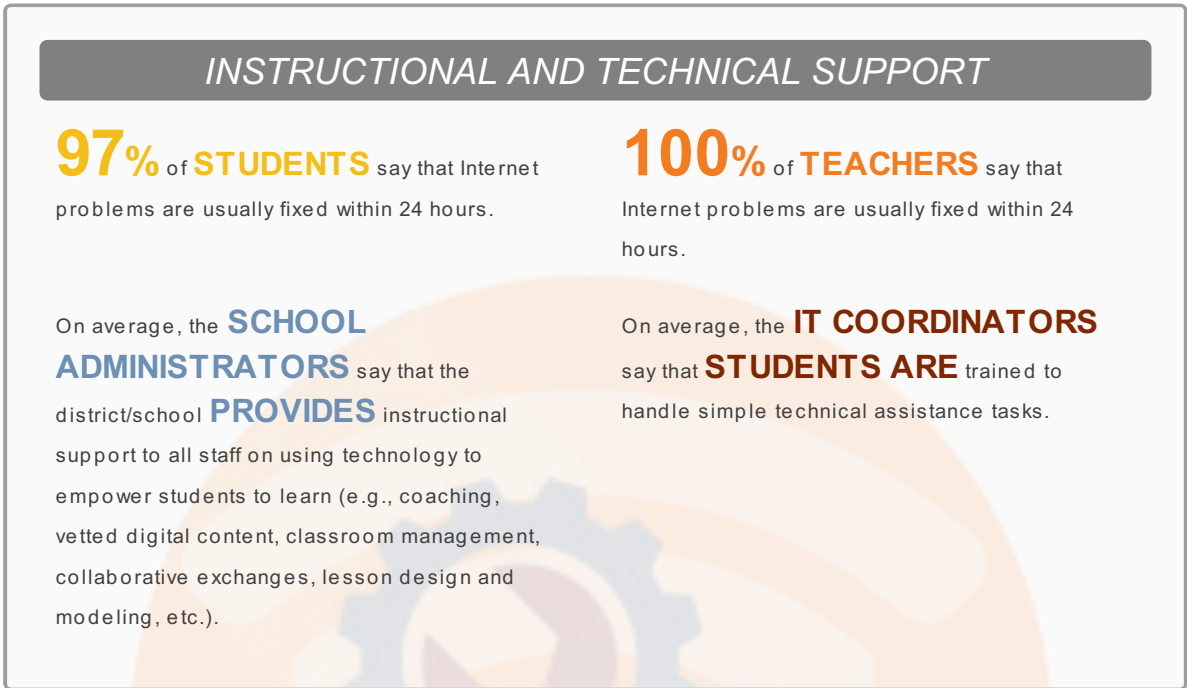 INSTRUCTIONAL AND TECHNICAL SUPPORT
97% of STUDENTS say that Internet
problems are usually fixed within 24 hours.
100% of TEACHERS say that
Internet problems are usually fixed within 24
hours.
On average, the SCHOOL
ADMINISTRATORS say that the
district/school PROVIDES instructional
support to all staff on using technology to
empower students to learn (e.g., coaching,
vetted digital content, classroom management,
collaborative exchanges, lesson design and
modeling, etc.).
On average, the IT COORDINATORS
say that STUDENTS ARE trained to
handle simple technical assistance tasks.